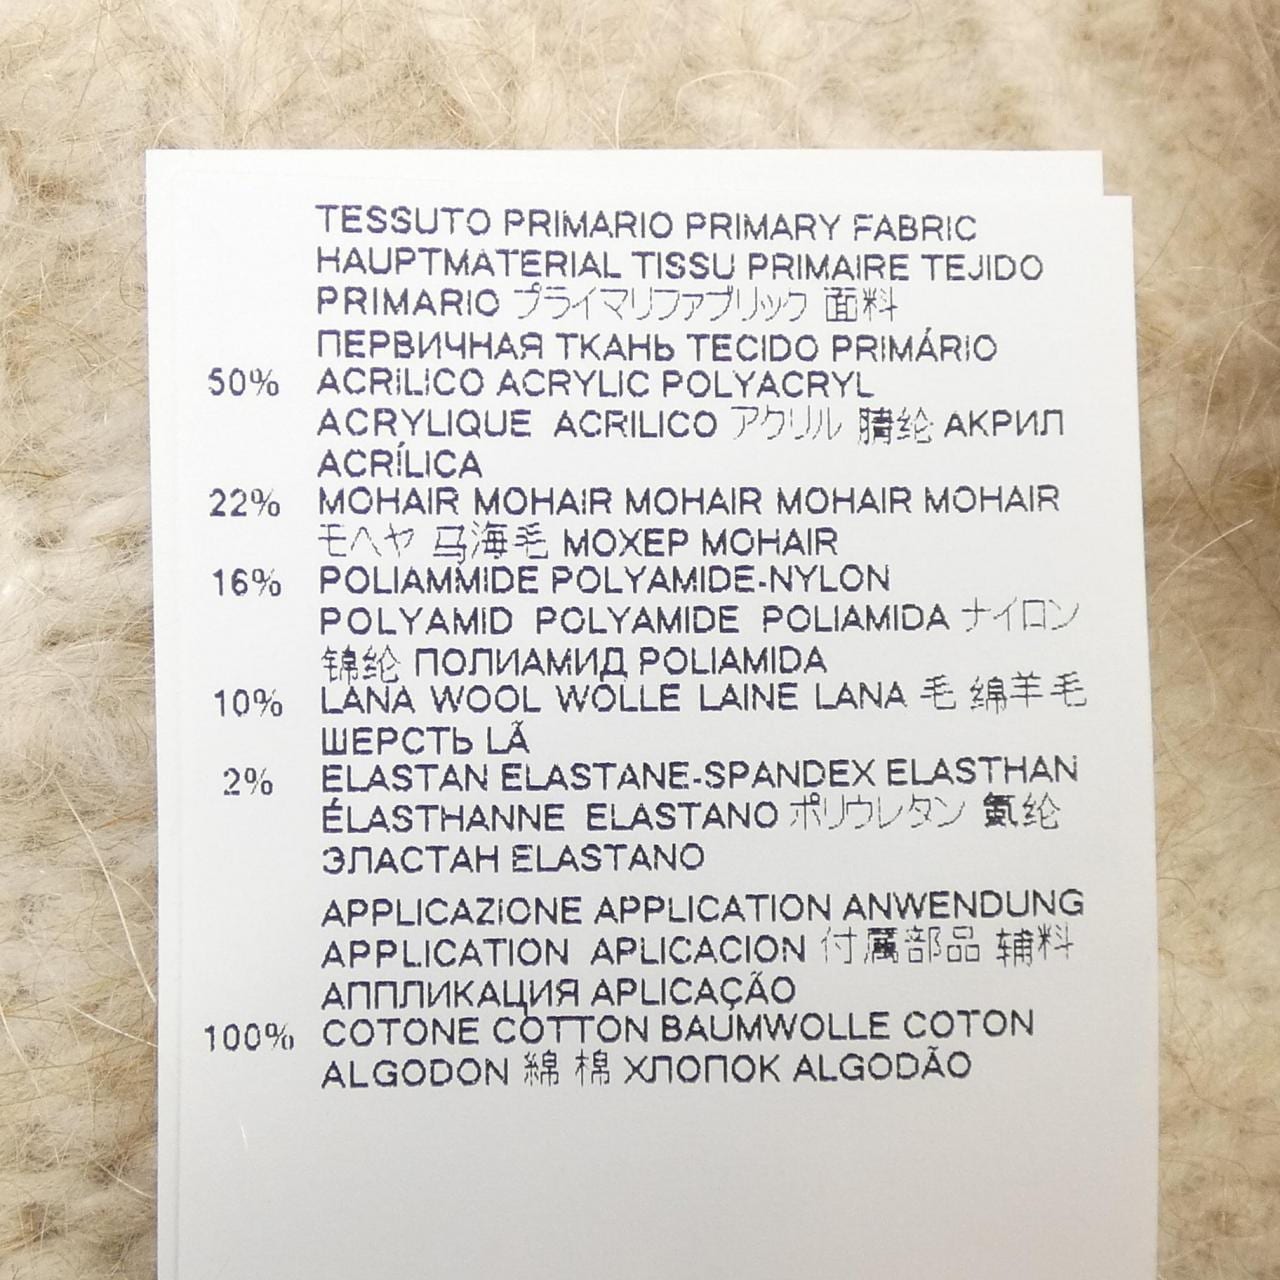 TESSUTO PRIMARIO PRIMARY FABRIC
HAUPTMATERIAL TISSU PRIMAIRE TEJIDO
PRIMARIO プライマリファブリック 面料
ПЕРВИЧНАЯ ТКАНЬ TECIDO PRIMÁRIO
50% ACRILICO ACRYLIC POLYACRYL
ACRYLIQUE ACRILICO アクリル 腈纶 АКРИЛ
ACRÍLICA
22% MOHAIR MOHAIR MOHAIR MOHAIR MOHAIR
モヘヤ 马海毛 МОХЕР MOHAIR
16% POLIAMMIDE POLYAMIDE-NYLON
POLYAMID POLYAMIDE POLIAMIDA ナイロン
锦纶 ПОЛИАМИД POLIAMIDA
10% LANA WOOL WOLLE LAINE LANA 毛 绵羊毛
ШЕРСТЬ LÃ
2% ELASTAN ELASTANE-SPANDEX ELASTHAN
ÉLASTHANNE ELASTANO ポリウレタン 氨纶
ЭЛАСТАН ELASTANO
APPLICAZIONE APPLICATION ANWENDUNG
APPLICATION APLICACION 付属部品 辅料
АППЛИКАЦИЯ APLICAÇÃO
100% COTONE COTTON BAUMWOLLE COTON
ALGODON 綿 棉 ХЛОПОК ALGODÃO